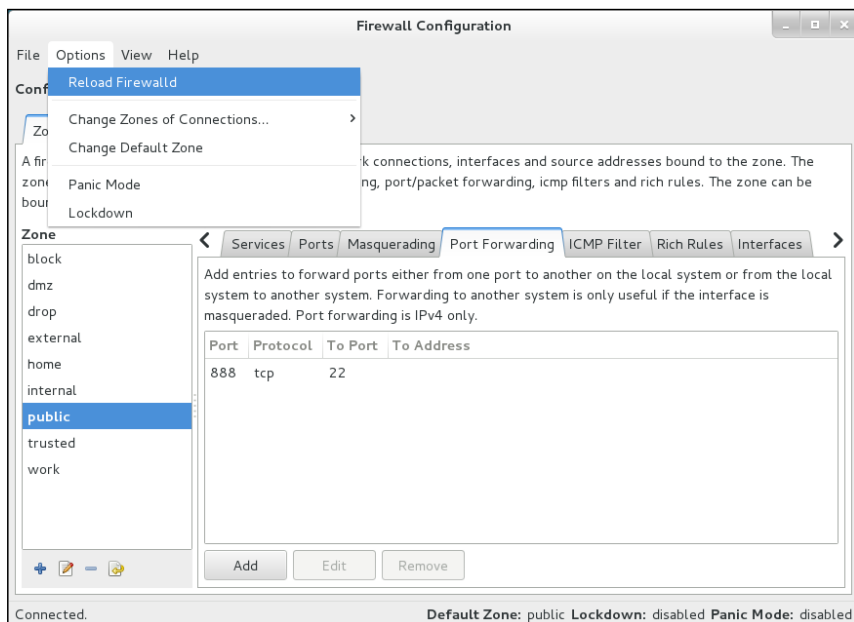 Firewall Configuration
File Options View Help
Reload Firewalld
Conf
Change Zones of Connections...
Zo
Change Default Zone
A fir k connections, interfaces and source addresses bound to the zone. The
zone Panic Mode ng, port/packet forwarding, icmp filters and rich rules. The zone can be
bour Lockdown
Zone
Services Ports Masquerading Port Forwarding ICMP Filter Rich Rules Interfaces
block
dmz
drop
external
home
internal
public
trusted
work
Add entries to forward ports either from one port to another on the local system or from the local
system to another system. Forwarding to another system is only useful if the interface is
masqueraded. Port forwarding is IPv4 only.
Port Protocol To Port To Address
888 tcp 22
Add Edit Remove
Connected. Default Zone: public Lockdown: disabled Panic Mode: disabled